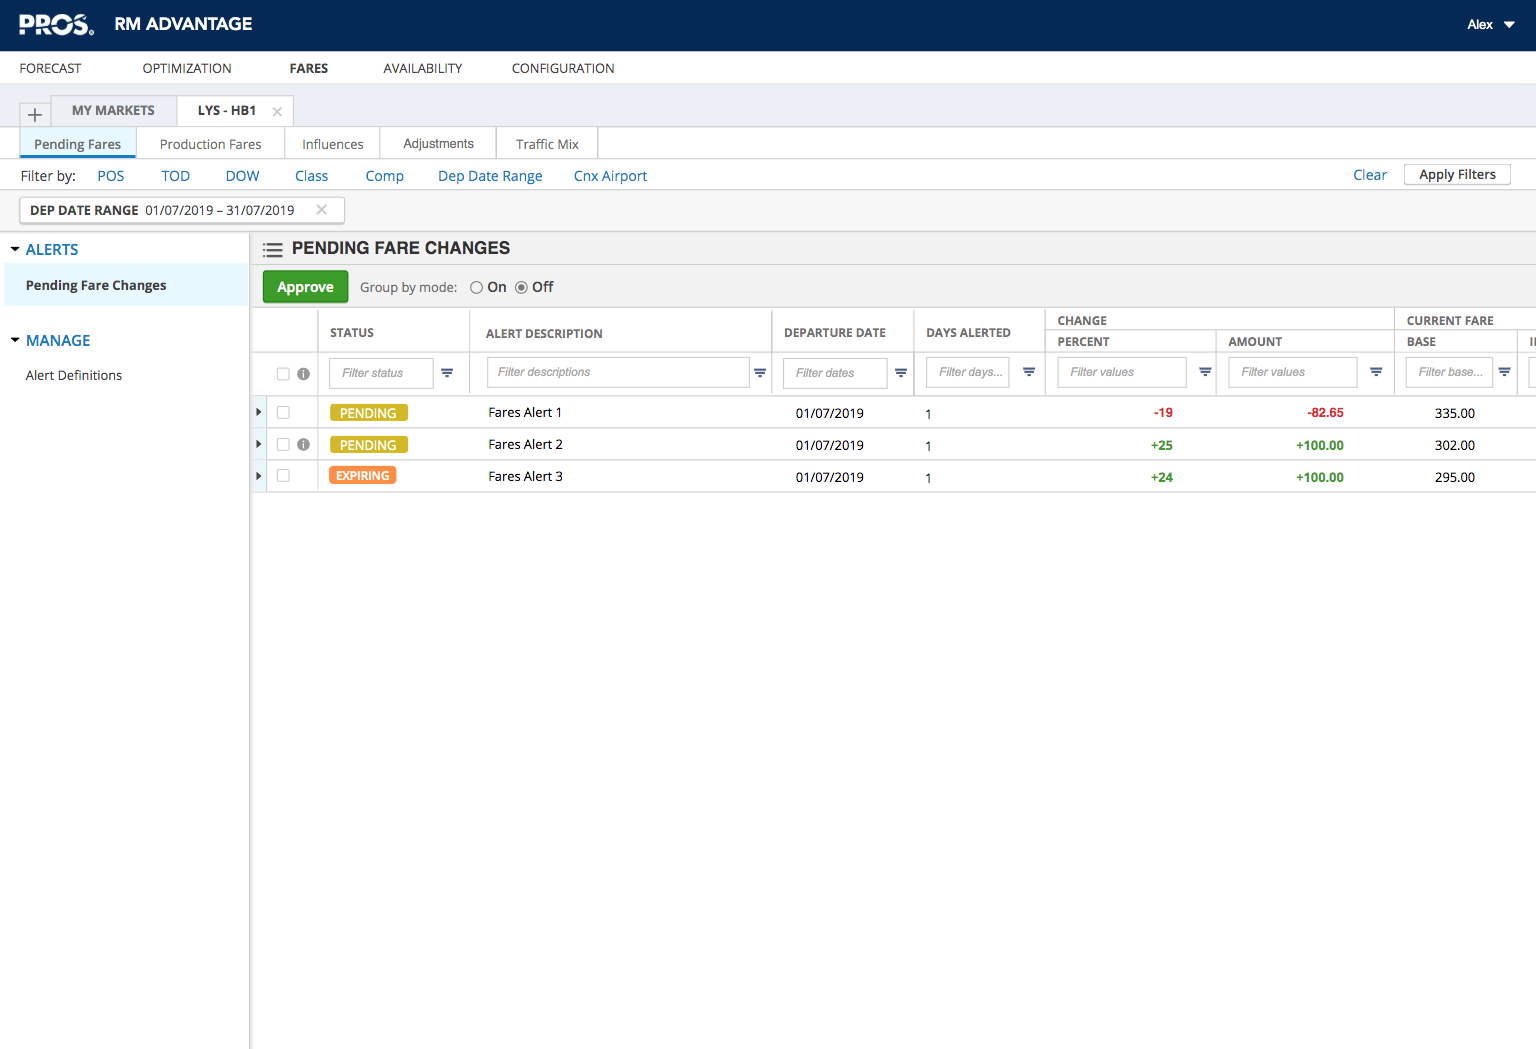 PROS RM ADVANTAGE Alex
FORECAST OPTIMIZATION FARES AVAILABILITY CONFIGURATION
MY MARKETS LYS - HB1
Pending Fares Production Fares Influences Adjustments Traffic Mix
Filter by: POS TOD DOW Class Comp Dep Date Range Cnx Airport Clear Apply Filters
DEP DATE RANGE 01/07/2019 – 31/07/2019
ALERTS
Pending Fare Changes
MANAGE
Alert Definitions
PENDING FARE CHANGES
Approve Group by mode: On Off
CHANGE CURRENT FARE
STATUS ALERT DESCRIPTION DEPARTURE DATE DAYS ALERTED PERCENT AMOUNT BASE
Filter status Filter descriptions Filter dates Filter days... Filter values Filter values Filter base...
PENDING Fares Alert 1 01/07/2019 1 -19 -82.65 335.00
PENDING Fares Alert 2 01/07/2019 1 +25 +100.00 302.00
EXPIRING Fares Alert 3 01/07/2019 1 +24 +100.00 295.00